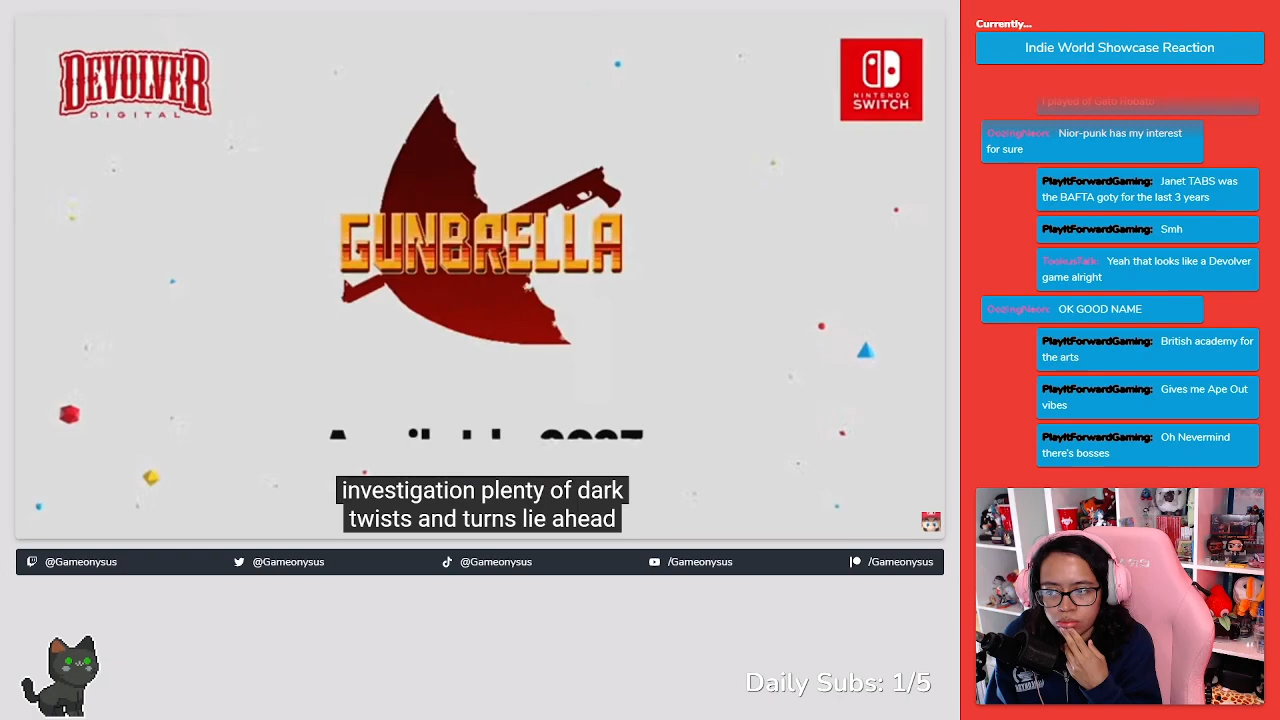 DEVOLVER
DIGITAL
NINTENDO
SWITCH
GUNBRELLA
investigation plenty of dark
twists and turns lie ahead
@Gameonysus
@Gameonysus
@Gameonysus
/Gameonysus
/Gameonysus
Daily Subs: 1/5
Currently...
Indie World Showcase Reaction
I played of Gato Roboto
Nior-punk has my interest
for sure
PlayItForwardGaming: Janet TABS was
the BAFTA goty for the last 3 years
PlayItForwardGaming: Smh
Yeah that looks like a Devolver
game alright
OK GOOD NAME
PlayItForwardGaming: British academy for
the arts
PlayItForwardGaming: Gives me Ape Out
vibes
PlayItForwardGaming: Oh Nevermind
there's bosses